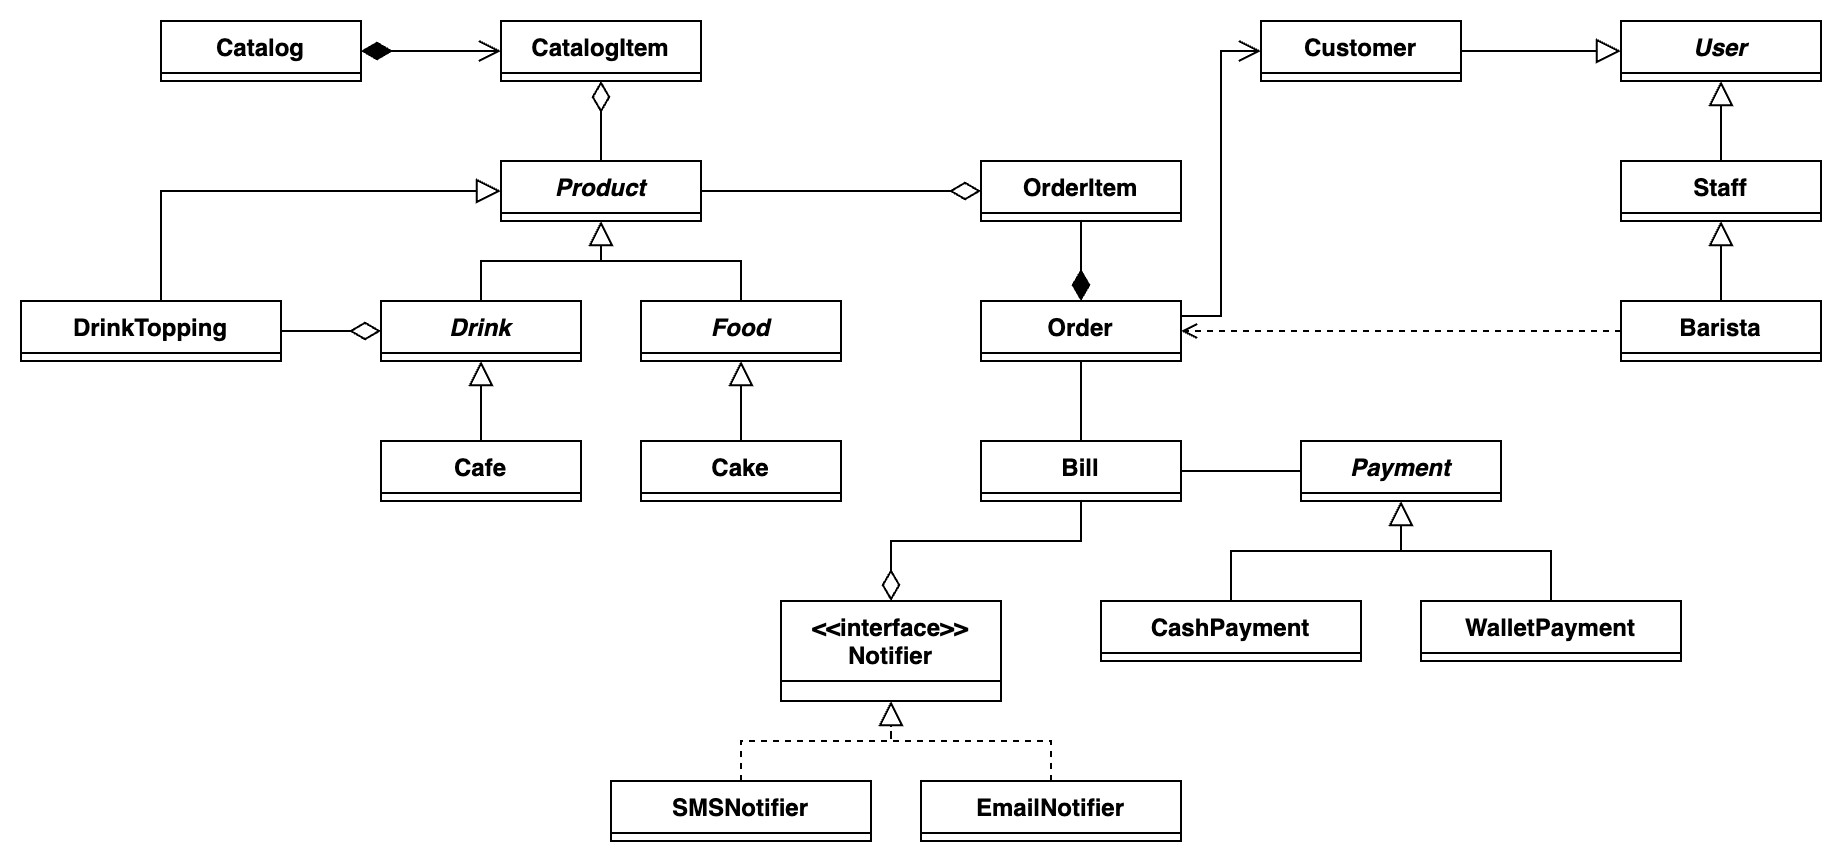 Catalog
CatalogItem
Customer
User
Product
OrderItem
Staff
DrinkTopping
Drink
Food
Order
Barista
Cafe
Cake
Bill
Payment
<<interface>>
Notifier
CashPayment
WalletPayment
SMSNotifier
EmailNotifier